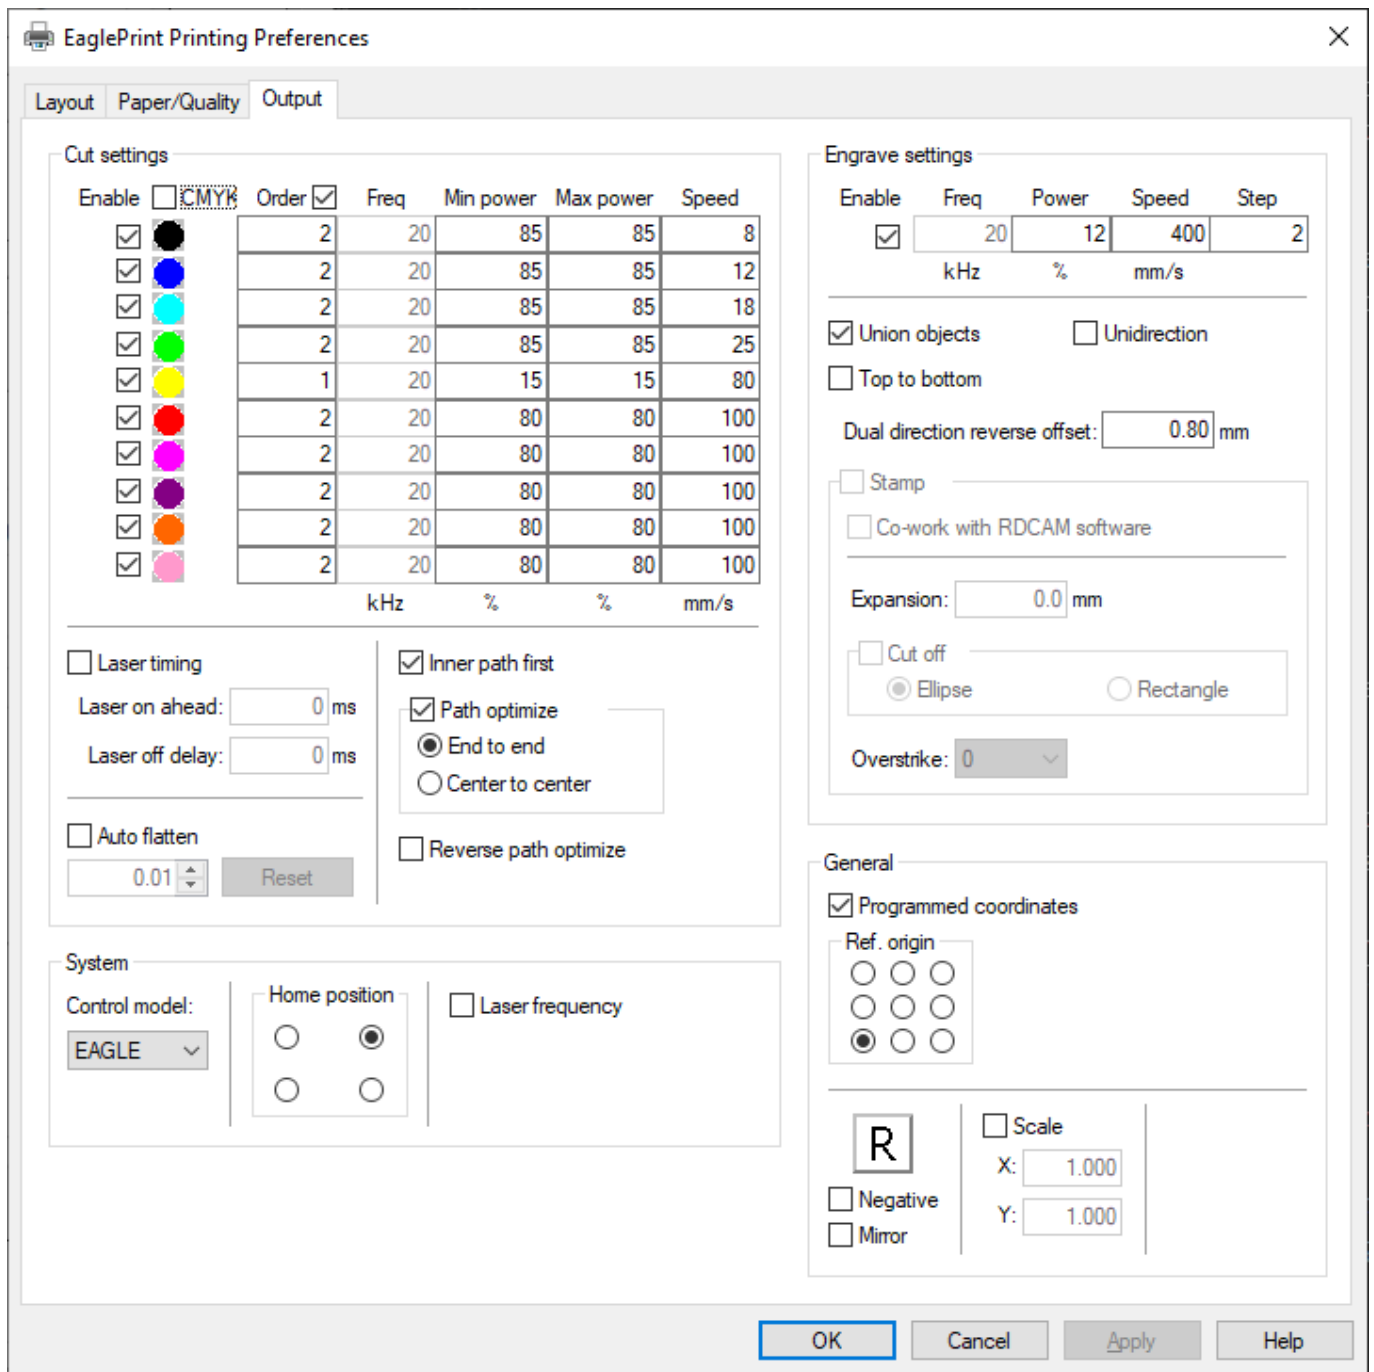 EaglePrint Printing Preferences
Layout Paper/Quality Output
Cut settings
Enable CMYK Order Freq Min power Max power Speed
2 20 85 85 8
2 20 85 85 12
2 20 85 85 18
2 20 85 85 25
1 20 15 15 80
2 20 80 80 100
2 20 80 80 100
2 20 80 80 100
2 20 80 80 100
2 20 80 80 100
kHz % % mm/s
Laser timing
Laser on ahead: 0 ms
Laser off delay: 0 ms
Auto flatten
0.01 Reset
Inner path first
Path optimize
End to end
Center to center
Reverse path optimize
System
Control model:
EAGLE
Home position
Laser frequency
Engrave settings
Enable Freq Power Speed Step
20 12 400 2
kHz % mm/s
Union objects Unidirection
Top to bottom
Dual direction reverse offset: 0.80 mm
Stamp
Co-work with RDCAM software
Expansion: 0.0 mm
Cut off
Ellipse Rectangle
Overstrike: 0
General
Programmed coordinates
Ref. origin
R
Negative
Mirror
Scale
X: 1.000
Y: 1.000
OK Cancel Apply Help